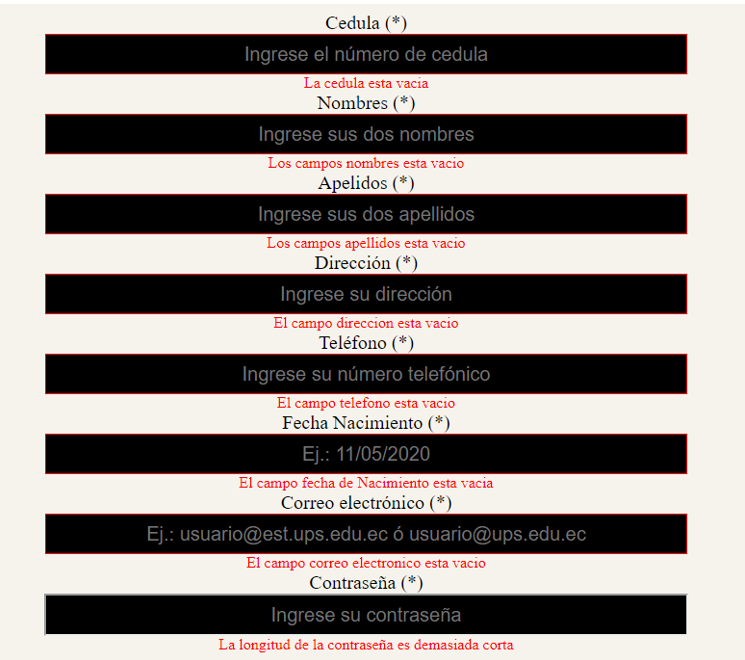 Cedula (*)
Ingrese el número de cedula
La cedula esta vacia
Nombres (*)
Ingrese sus dos nombres
Los campos nombres esta vacio
Apelidos (*)
Ingrese sus dos apellidos
Los campos apellidos esta vacio
Dirección (*)
Ingrese su dirección
El campo direccion esta vacio
Teléfono (*)
Ingrese su número telefónico
El campo telefono esta vacio
Fecha Nacimiento (*)
Ej.: 11/05/2020
El campo fecha de Nacimiento esta vacia
Correo electrónico (*)
Ej.: usuario@est.ups.edu.ec ó usuario@ups.edu.ec
El campo correo electronico esta vacio
Contraseña (*)
Ingrese su contraseña
La longitud de la contraseña es demasiada corta